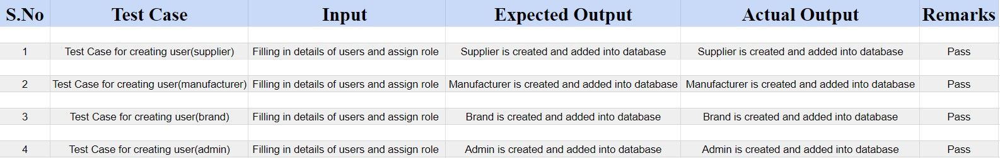 S.No Test Case Input Expected Output Actual Output Remarks
1 Test Case for creating user(supplier) Filling in details of users and assign role Supplier is created and added into database Supplier is created and added into database Pass
2 Test Case for creating user(manufacturer) Filling in details of users and assign role Manufacturer is created and added into database Manufacturer is created and added into database Pass
3 Test Case for creating user(brand) Filling in details of users and assign role Brand is created and added into database Brand is created and added into database Pass
4 Test Case for creating user(admin) Filling in details of users and assign role Admin is created and added into database Admin is created and added into database Pass